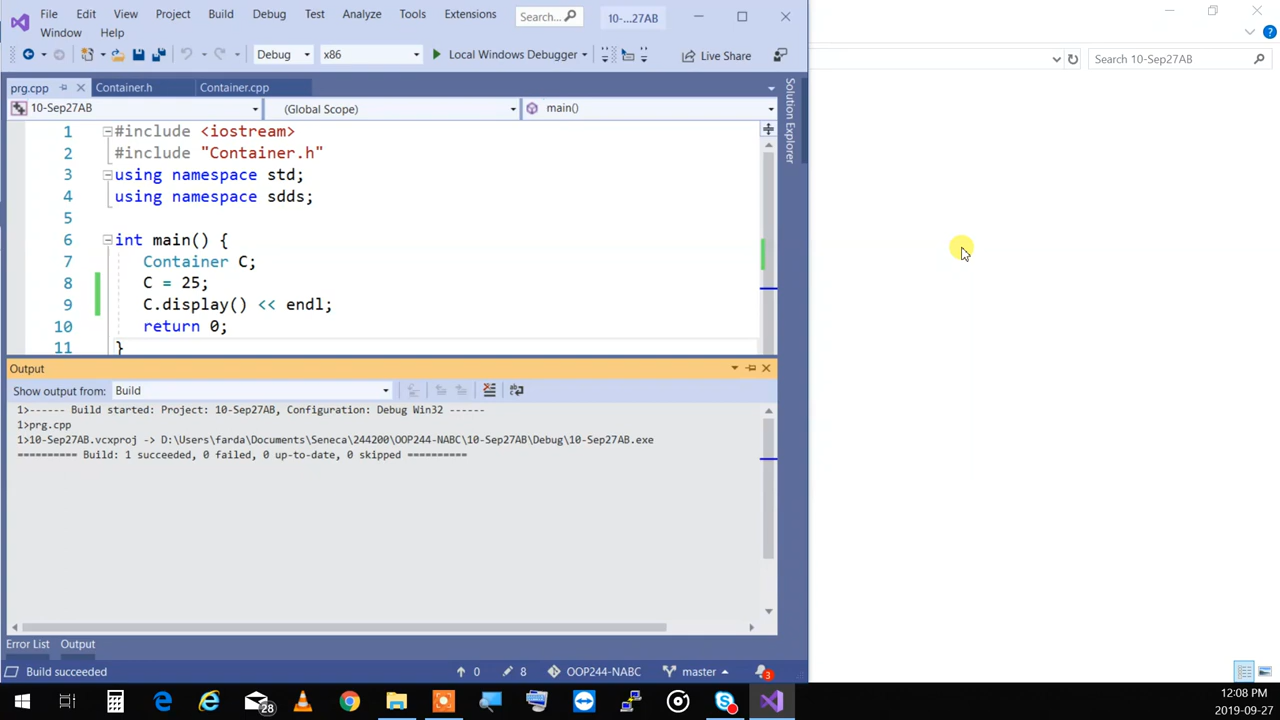 File Edit View Project Build Debug Test Analyze Tools Extensions Search... 10-...27AB
Window Help
Debug x86 Local Windows Debugger Live Share
Search 10-Sep27AB
prg.cpp Container.h Container.cpp
10-Sep27AB (Global Scope) main()
Solution Explorer
1 #include <iostream>
2 #include "Container.h"
3 using namespace std;
4 using namespace sdds;
5
6 int main() {
7 Container C;
8 C = 25;
9 C.display() << endl;
10 return 0;
11 }
Output
Show output from: Build
1>------ Build started: Project: 10-Sep27AB, Configuration: Debug Win32 ------
1>prg.cpp
1>10-Sep27AB.vcxproj -> D:\Users\farda\Documents\Seneca\244200\OOP244-NABC\10-Sep27AB\Debug\10-Sep27AB.exe
========== Build: 1 succeeded, 0 failed, 0 up-to-date, 0 skipped ==========
Error List Output
Build succeeded 0 8 OOP244-NABC master 3
28
12:08 PM
2019-09-27